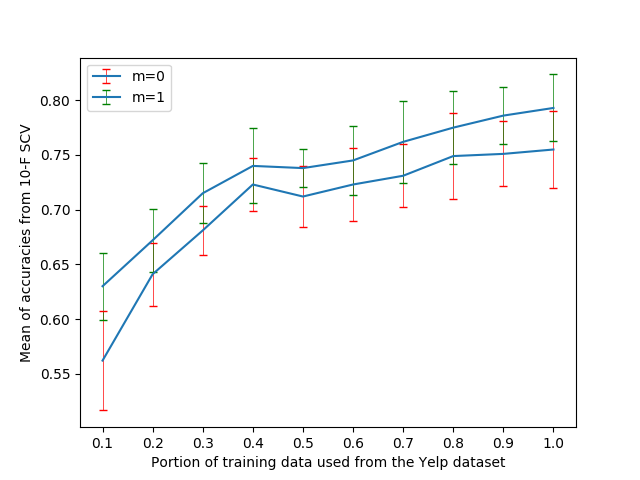 m=0
m=1
Mean of accuracies from 10-F SCV
0.80
0.75
0.70
0.65
0.60
0.55
0.1 0.2 0.3 0.4 0.5 0.6 0.7 0.8 0.9 1.0
Portion of training data used from the Yelp dataset